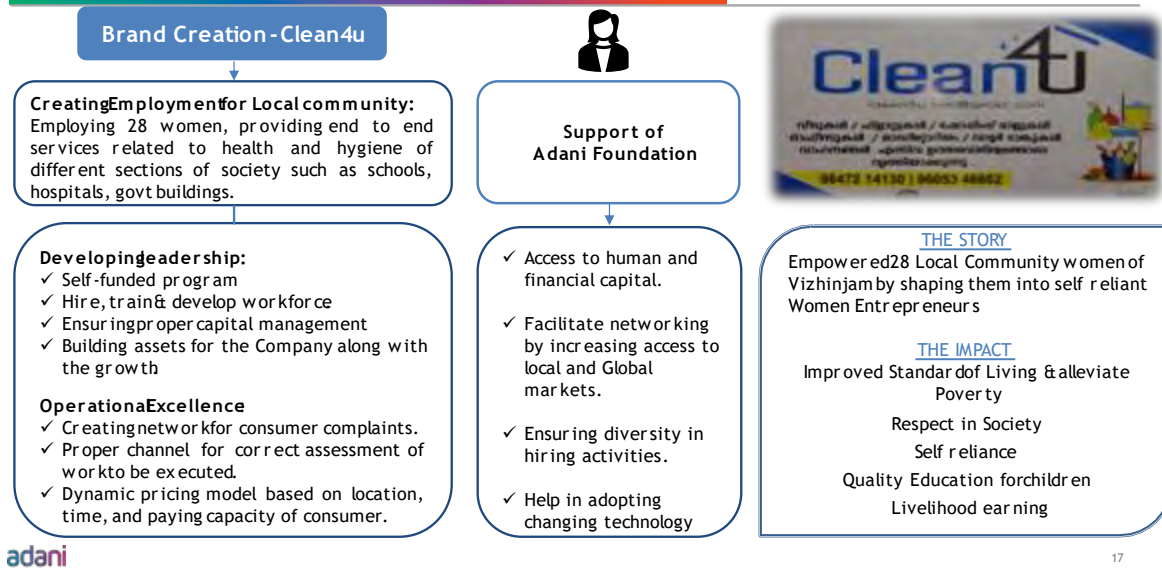 Brand Creation - Clean4u
Creating Employment for Local community:
Employing 28 women, providing end to end
services related to health and hygiene of
different sections of society such as schools,
hospitals, govt buildings.
Developing leadership:
✓ Self-funded program
✓ Hire, train & develop workforce
✓ Ensuring proper capital management
✓ Building assets for the Company along with
the growth.
Operational Excellence
✓ Creating network for consumer complaints.
✓ Proper channel for correct assessment of
work to be executed.
✓ Dynamic pricing model based on location,
time, and paying capacity of consumer.
Support of
Adani Foundation
✓ Access to human and
financial capital.
✓ Facilitate networking
by increasing access to
local and Global
markets.
✓ Ensuring diversity in
hiring activities.
✓ Help in adopting
changing technology
Clean4U
THE STORY
Empowered 28 Local Community women of
Vizhinjam by shaping them into self reliant
Women Entrepreneurs
THE IMPACT
Improved Standard of Living & alleviate
Poverty
Respect in Society
Self reliance
Quality Education for children
Livelihood earning
adani
17